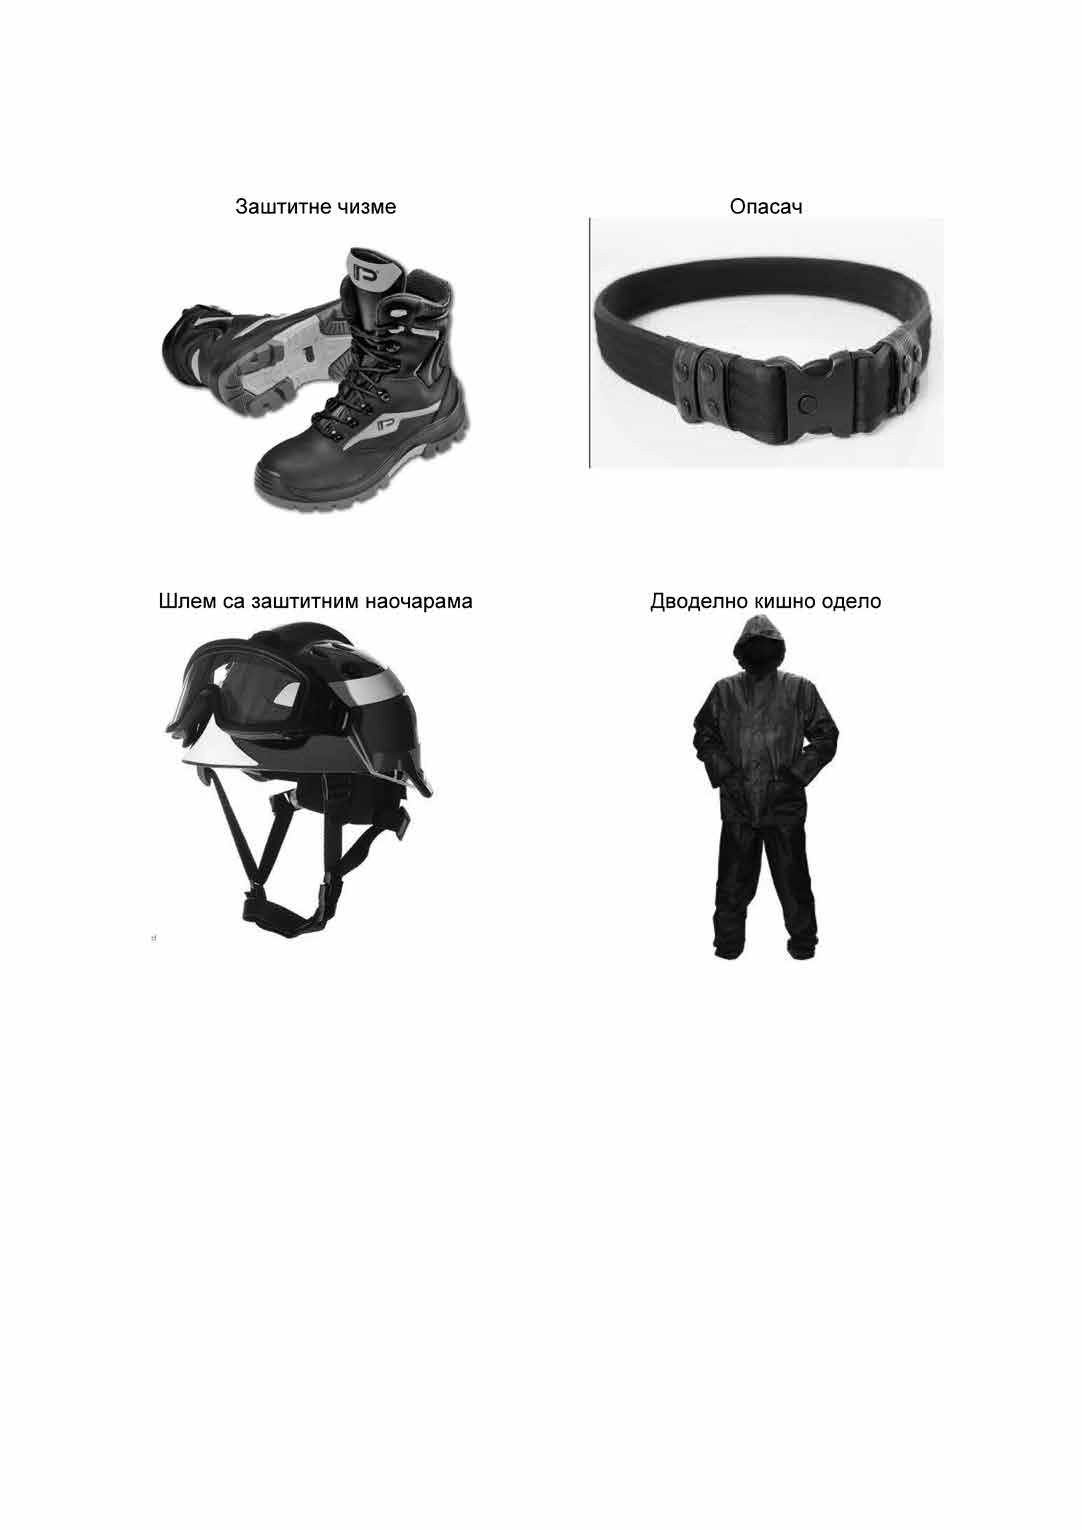 Заштитне чизме
Опасач
Шлем са заштитним наочарама
Дводелно кишно одело